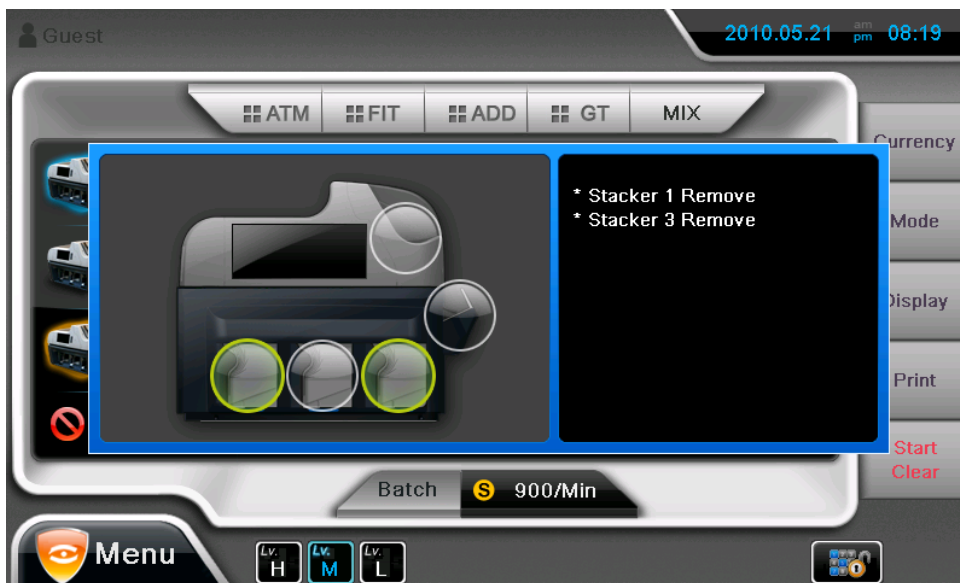 Guest
2010.05.21 am pm 08:19
ATM FIT ADD GT MIX
Currency
Mode
Display
Print
Start
Clear
* Stacker 1 Remove
* Stacker 3 Remove
Batch S 900/Min
Menu
Lv. H Lv. M Lv. L